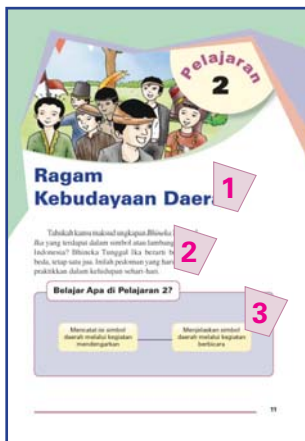 Pelajaran
2
Ragam
Kebudayaan Daer
1
Tahukah kamu maksud ungkapan Bhineka
Ika yang terdapat dalam simbol atau lambang
2
Indonesia? Bhineka Tunggal Ika berarti
beda, tetap satu jua. Inilah pedoman yang har
praktikkan dalam kehidupan sehari-hari.
Belajar Apa di Pelajaran 2?
3
Mencatat isi simbol
daerah melalui kegiatan
mendengarkan
Menjelaskan simbol
daerah melalui kegiatan
berbicara
11